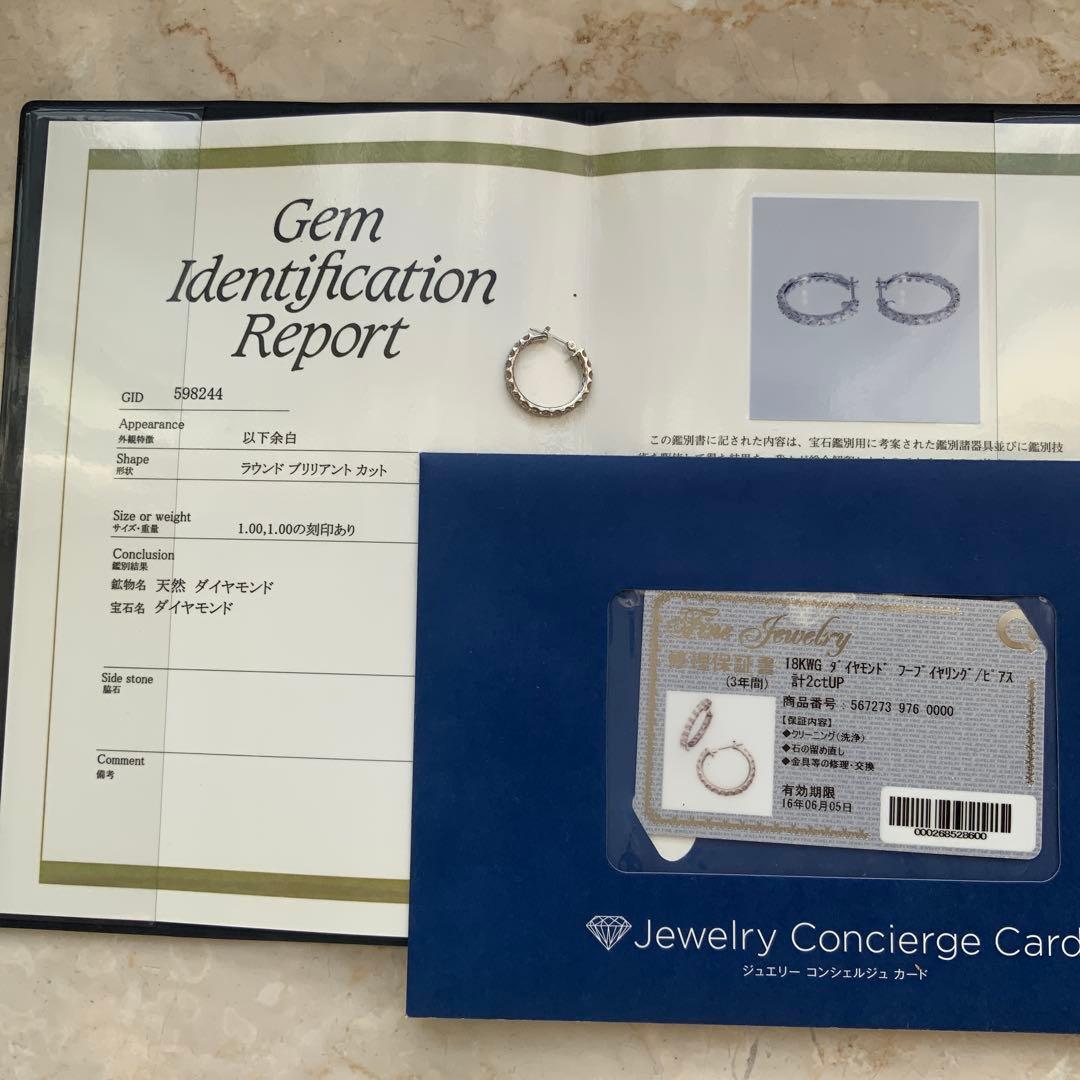 Gem
Identification
Report
GID 598244
Appearance
外観特徴 以下余白
Shape
形状 ラウンド ブリリアント カット
Size or weight
サイズ・重量 1.00,1.00の刻印あり
Conclusion
鑑別結果
鉱物名 天然 ダイヤモンド
宝石名 ダイヤモンド
Side stone
脇石
Comment
備考
この鑑別書に記された内容は、宝石鑑別用に考案された鑑別諸器具並びに鑑別技
Fine Jewelry
修理保証書
(3年間)
18KWG ダイヤモンド フープイヤリング/ピアス
計2ctUP
商品番号 : 567273 976 0000
【保証内容】
◆クリーニング(洗浄)
◆石の留め直し
◆金具等の修理・交換
有効期限
16年06月05日
000268528600
Jewelry Concierge Card
ジュエリー コンシェルジュ カード